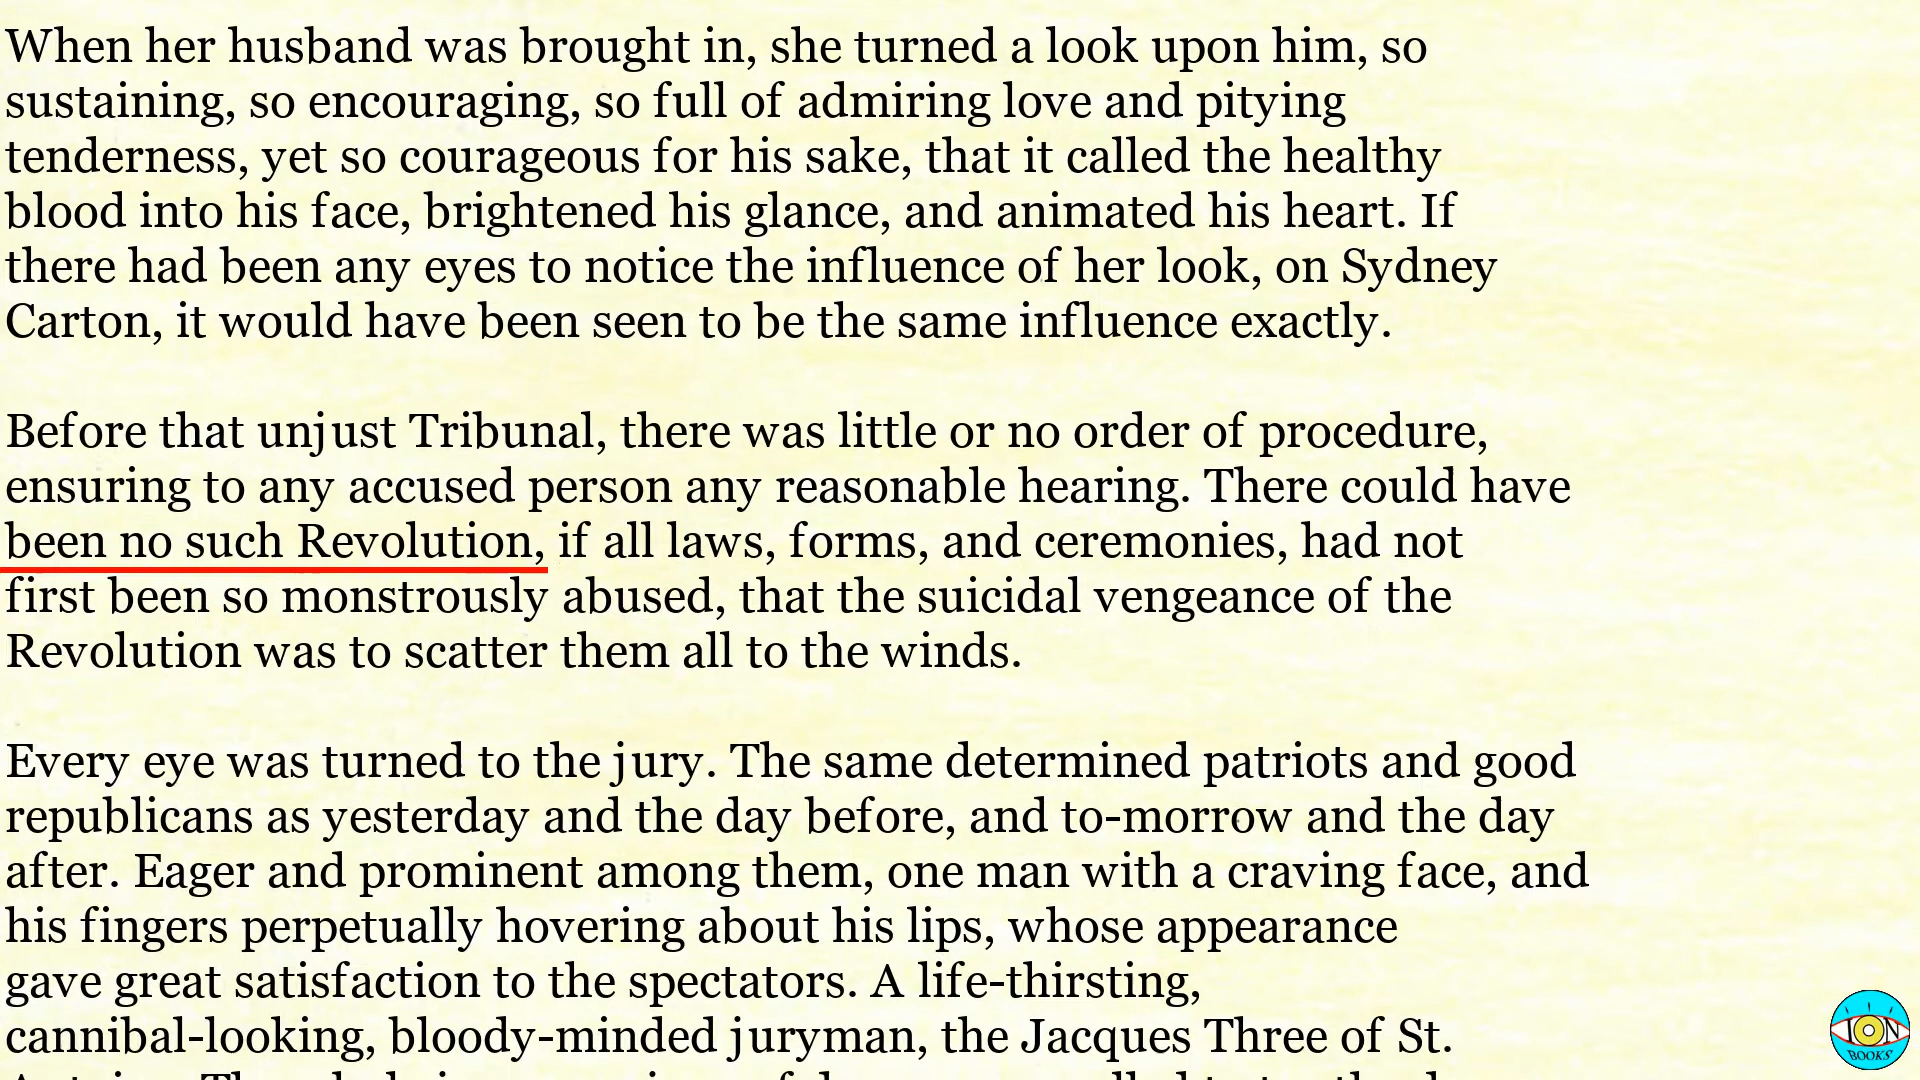 When her husband was brought in, she turned a look upon him, so
sustaining, so encouraging, so full of admiring love and pitying
tenderness, yet so courageous for his sake, that it called the healthy
blood into his face, brightened his glance, and animated his heart. If
there had been any eyes to notice the influence of her look, on Sydney
Carton, it would have been seen to be the same influence exactly.
Before that unjust Tribunal, there was little or no order of procedure,
ensuring to any accused person any reasonable hearing. There could have
been no such Revolution, if all laws, forms, and ceremonies, had not
first been so monstrously abused, that the suicidal vengeance of the
Revolution was to scatter them all to the winds.
Every eye was turned to the jury. The same determined patriots and good
republicans as yesterday and the day before, and to-morrow and the day
after. Eager and prominent among them, one man with a craving face, and
his fingers perpetually hovering about his lips, whose appearance
gave great satisfaction to the spectators. A life-thirsting,
cannibal-looking, bloody-minded juryman, the Jacques Three of St.
ION
BOOKS